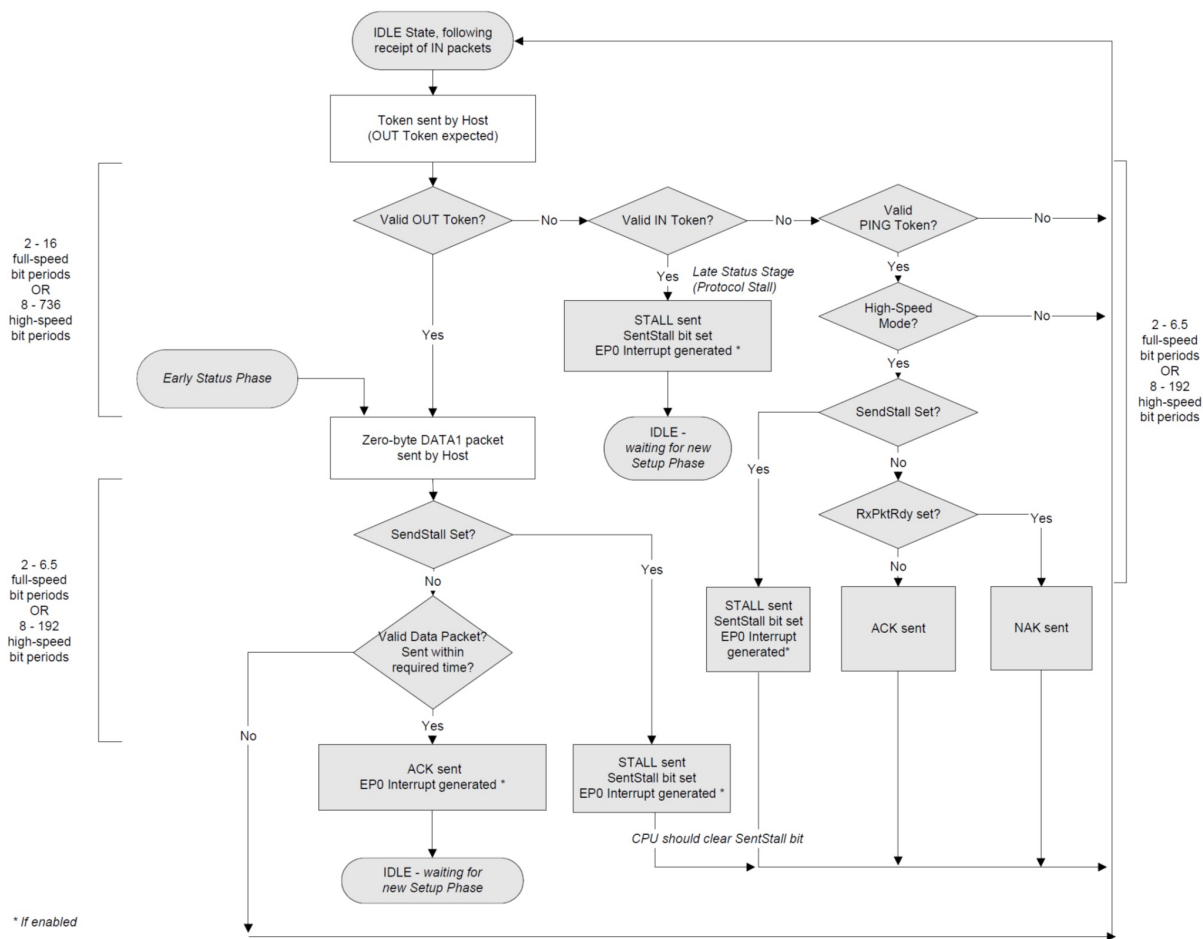 IDLE State, following
receipt of IN packets
Token sent by Host
(OUT Token expected)
Valid OUT Token?
No
Valid IN Token?
No
Valid
PING Token?
No
2 - 16
full-speed
bit periods
OR
8 - 736
high-speed
bit periods
Yes
Yes
Late Status Stage
(Protocol Stall)
Yes
High-Speed
Mode?
No
STALL sent
SentStall bit set
EP0 Interrupt generated *
2 - 6.5
full-speed
bit periods
OR
8 - 192
high-speed
bit periods
Early Status Phase
Yes
SendStall Set?
Zero-byte DATA1 packet
sent by Host
IDLE -
waiting for new
Setup Phase
Yes
No
RxPktRdy set?
Yes
No
SendStall Set?
Yes
No
2 - 6.5
full-speed
bit periods
OR
8 - 192
high-speed
bit periods
Valid Data Packet?
Sent within
required time?
STALL sent
SentStall bit set
EP0 Interrupt
generated*
ACK sent
NAK sent
No
Yes
ACK sent
EP0 Interrupt generated *
STALL sent
SentStall bit set
EP0 Interrupt generated *
CPU should clear SentStall bit
IDLE - waiting for
new Setup Phase
* If enabled